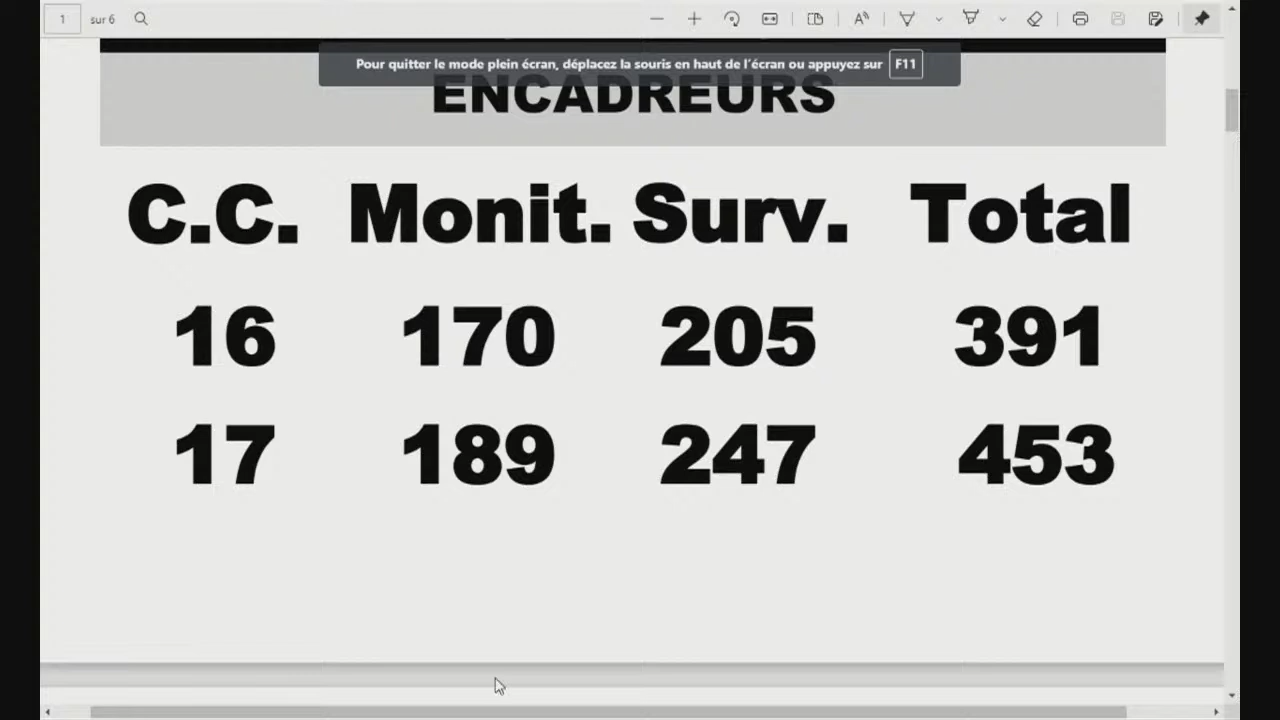 1 sur 6
Pour quitter le mode plein écran, déplacez la souris en haut de l'écran ou appuyez sur F11
ENCADREURS
C.C. Monit. Surv. Total
16 170 205 391
17 189 247 453